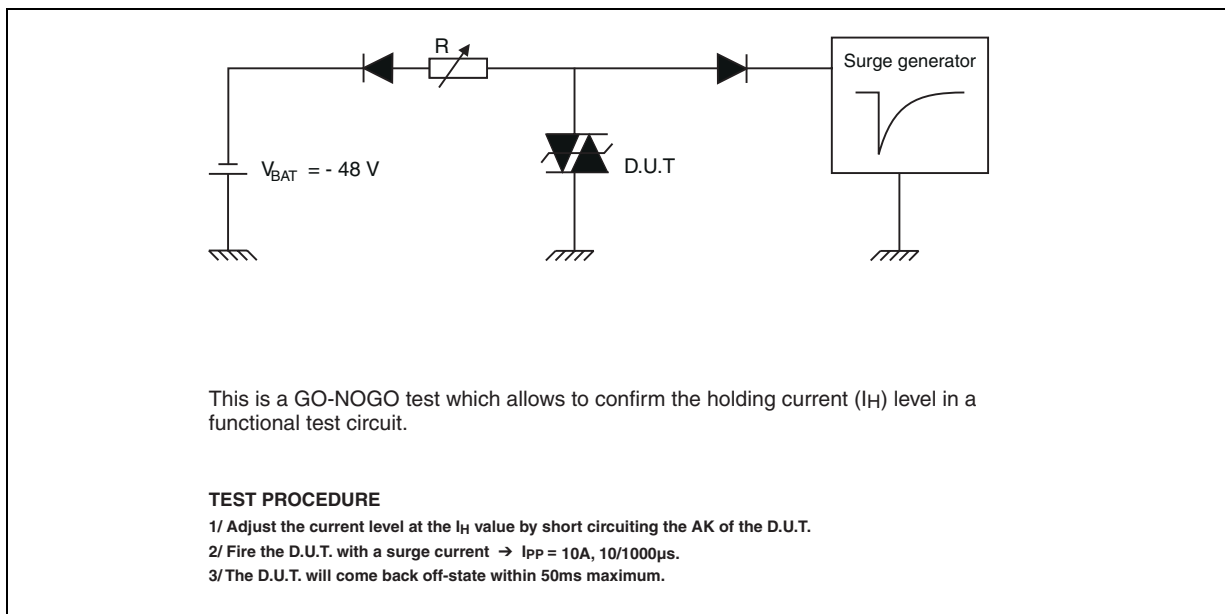 R
Surge generator
V_BAT = - 48 V
D.U.T
This is a GO-NOGO test which allows to confirm the holding current (IH) level in a
functional test circuit.
TEST PROCEDURE
1/ Adjust the current level at the IH value by short circuiting the AK of the D.U.T.
2/ Fire the D.U.T. with a surge current → IPP = 10A, 10/1000µs.
3/ The D.U.T. will come back off-state within 50ms maximum.